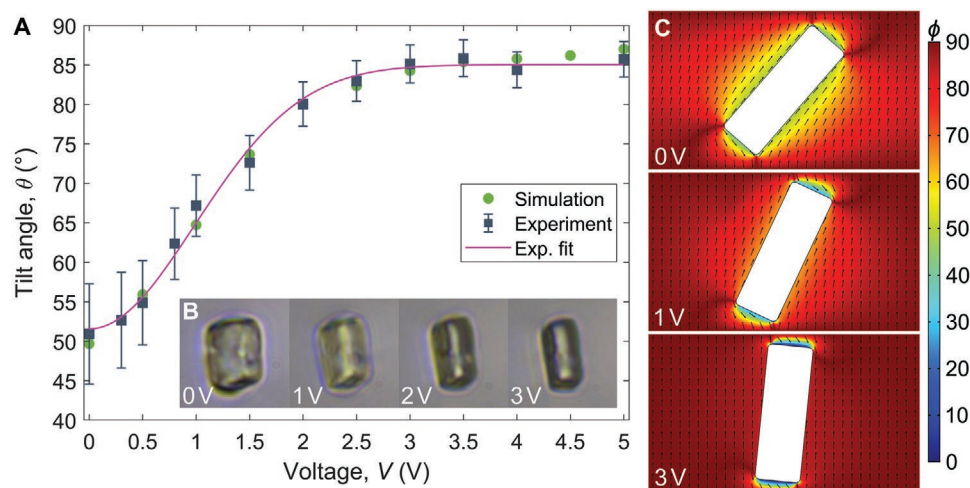 A
90
85
80
75
70
65
60
55
50
45
40
Tilt angle, θ (°)
0 0.5 1 1.5 2 2.5 3 3.5 4 4.5 5
Voltage, V (V)
Simulation
Experiment
Exp. fit
B
0 V 1 V 2 V 3 V
C
0 V
1 V
3 V
ϕ
90
80
70
60
50
40
30
20
10
0